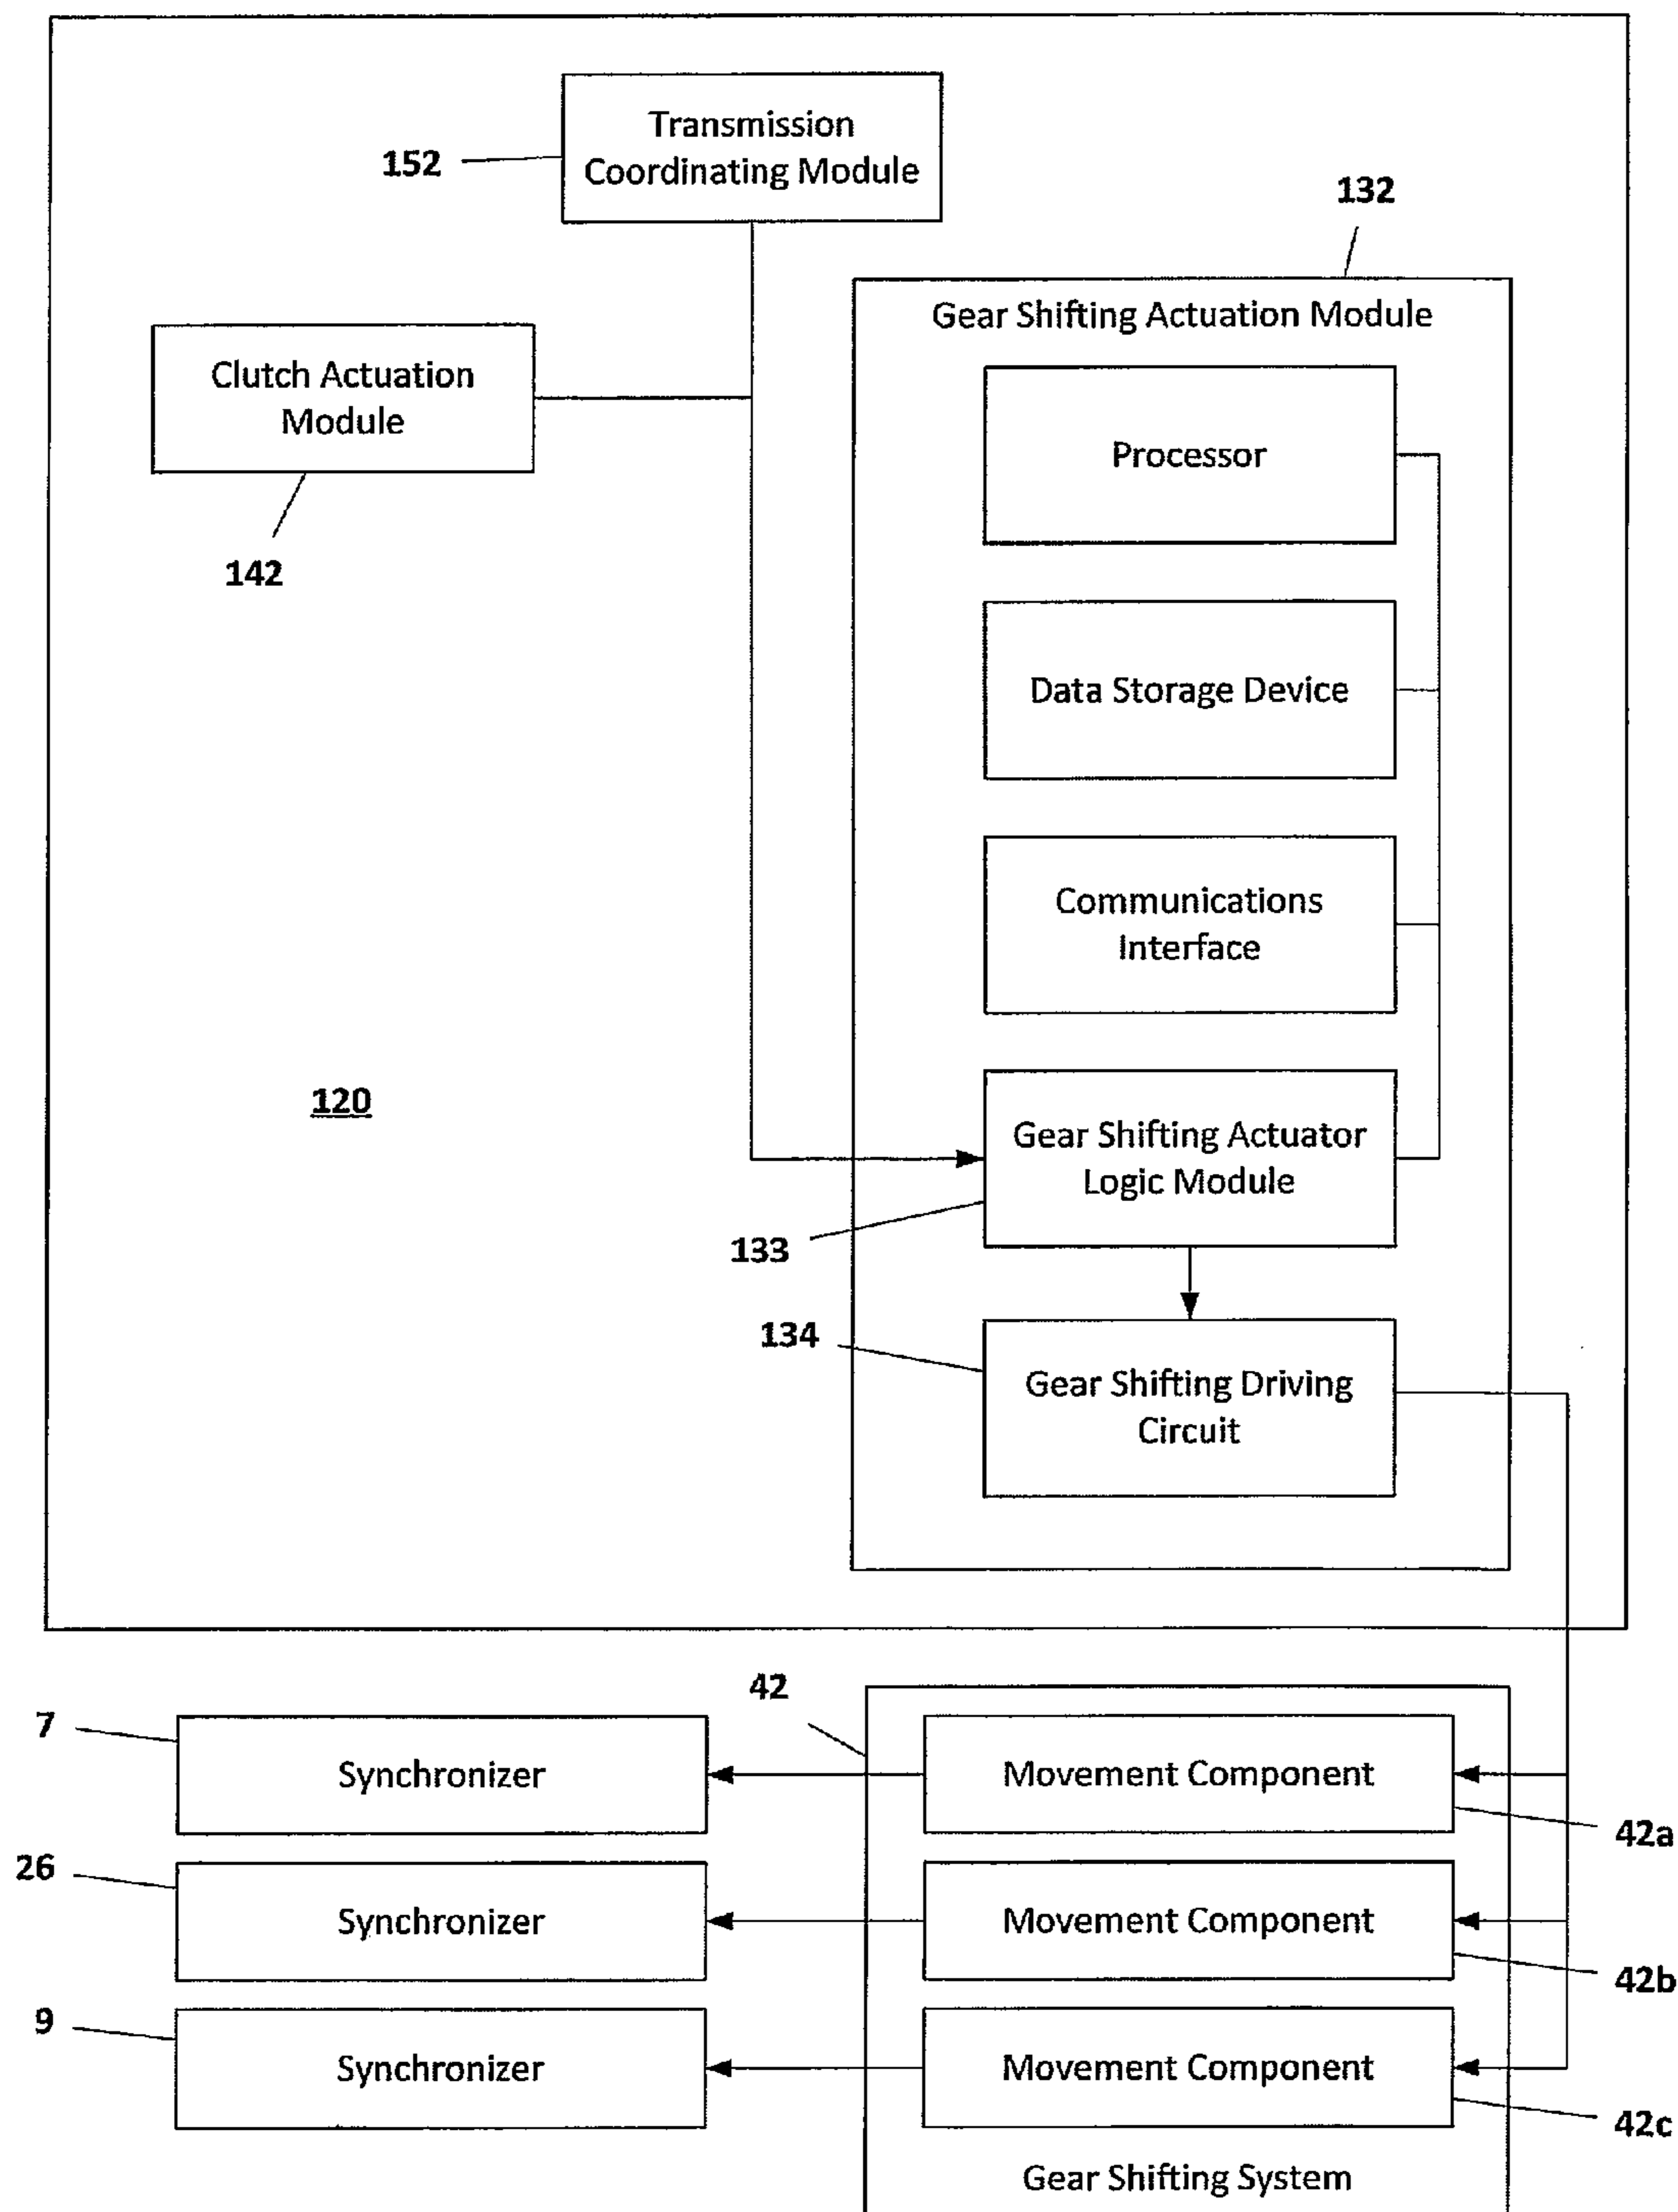 Transmission
Coordinating Module
152
132
Gear Shifting Actuation Module
Clutch Actuation
Module
142
Processor
Data Storage Device
Communications
Interface
120
Gear Shifting Actuator
Logic Module
133
134
Gear Shifting Driving
Circuit
42
7
Synchronizer
Movement Component
42a
26
Synchronizer
Movement Component
42b
9
Synchronizer
Movement Component
42c
Gear Shifting System